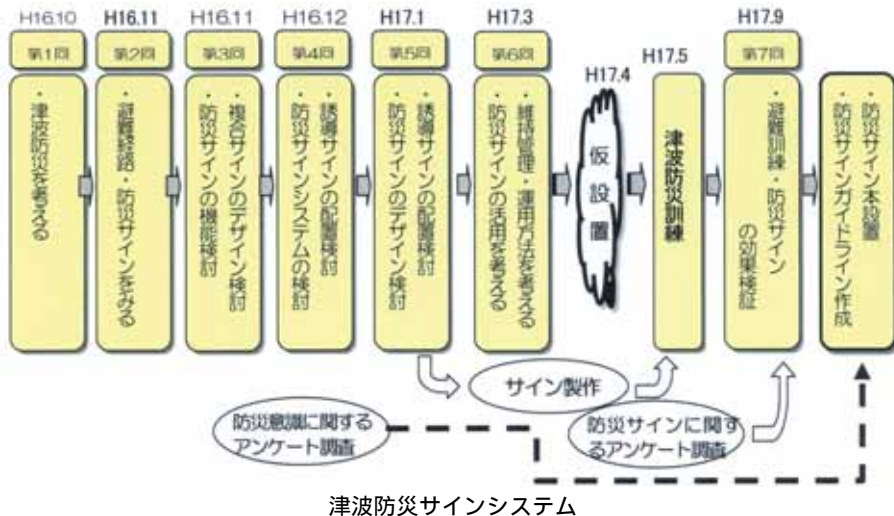 H16.10
第1回
・津波防災を考える
H16.11
第2回
・避難経路・防災サインをみる
H16.11
第3回
・複合サインのデザイン検討
・防災サインの機能検討
H16.12
第4回
・誘導サインの配置検討
・防災サインシステムの検討
H17.1
第5回
・誘導サインの配置検討
・防災サインのデザイン検討
H17.3
第6回
・維持管理・運用方法を考える
・防災サインの活用を考える
H17.4
仮設置
H17.5
津波防災訓練
H17.9
第7回
・避難訓練・防災サイン
の効果検証
・防災サイン本設置
・防災サインガイドライン作成
サイン製作
防災意識に関する
アンケート調査
防災サインに関す
るアンケート調査
津波防災サインシステム